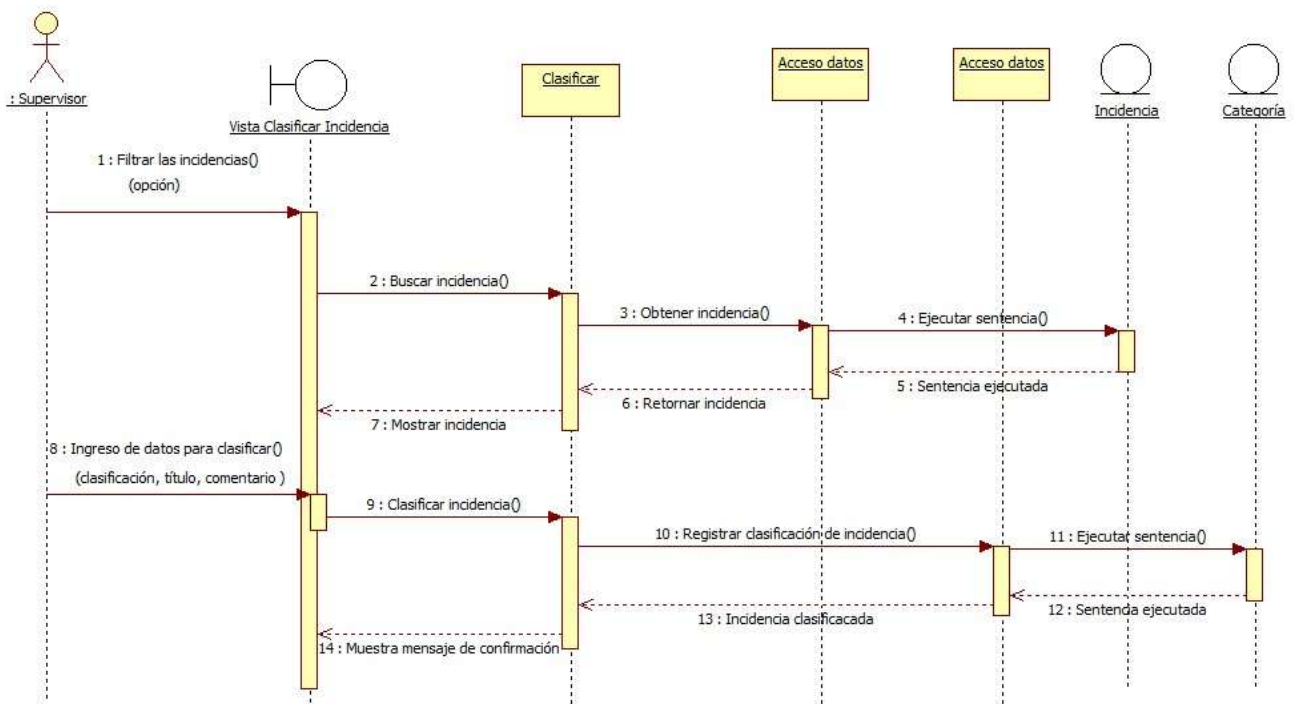 : Supervisor
Vista Clasificar Incidencia
Clasificar
Acceso datos
Acceso datos
Incidencia
Categoría
1 : Filtrar las incidencias()
(opción)
2 : Buscar incidencia()
3 : Obtener incidencia()
4 : Ejecutar sentencia()
5 : Sentencia ejecutada
6 : Retornar incidencia
7 : Mostrar incidencia
8 : Ingreso de datos para clasificar()
(clasificación, título, comentario )
9 : Clasificar incidencia()
10 : Registrar clasificación de incidencia()
11 : Ejecutar sentencia()
12 : Sentencia ejecutada
13 : Incidencia clasificacada
14 : Muestra mensaje de confirmación